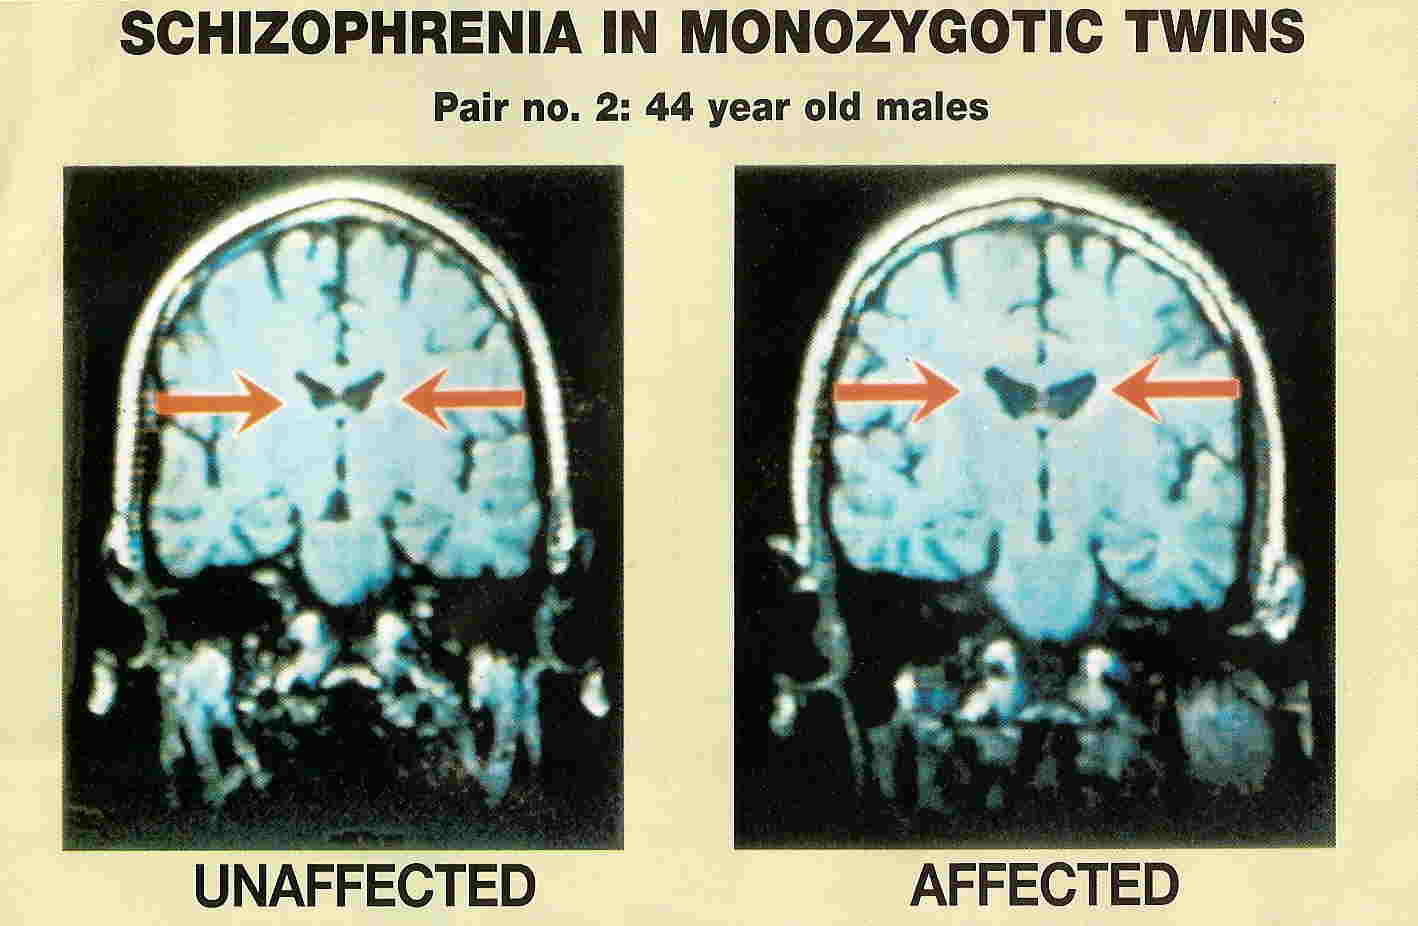 SCHIZOPHRENIA IN MONOZYGOTIC TWINS
Pair no. 2: 44 year old males
UNAFFECTED
AFFECTED